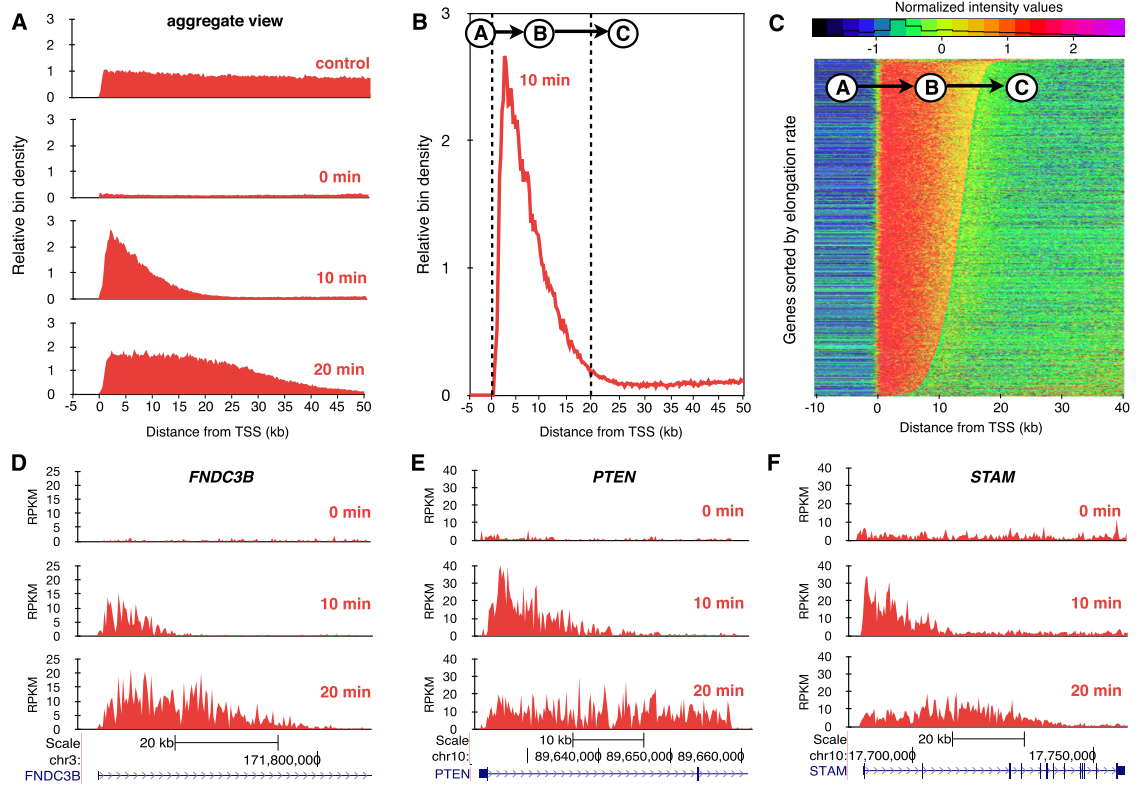 A
aggregate view
3
2
1
0
control
3
2
1
0
0 min
3
2
1
0
10 min
3
2
1
0
20 min
-5 0 5 10 15 20 25 30 35 40 45 50
Distance from TSS (kb)
Relative bin density
B
A B C
10 min
3
2
1
0
-5 0 5 10 15 20 25 30 35 40 45 50
Distance from TSS (kb)
Relative bin density
C
Normalized intensity values
-1 0 1 2
A B C
Genes sorted by elongation rate
-10 0 10 20 30 40
Distance from TSS (kb)
D
FNDC3B
RPKM
25
20
15
10
5
0
0 min
RPKM
25
20
15
10
5
0
10 min
RPKM
25
20
15
10
5
0
20 min
Scale 20 kb
chr3: 171,800,000
FNDC3B
E
PTEN
RPKM
40
30
20
10
0
0 min
RPKM
40
30
20
10
0
10 min
RPKM
40
30
20
10
0
20 min
Scale 10 kb
chr10: 89,640,000 89,650,000 89,660,000
PTEN
F
STAM
RPKM
40
30
20
10
0
0 min
RPKM
40
30
20
10
0
10 min
RPKM
40
30
20
10
0
20 min
Scale 20 kb
chr10: 17,700,000 17,750,000
STAM